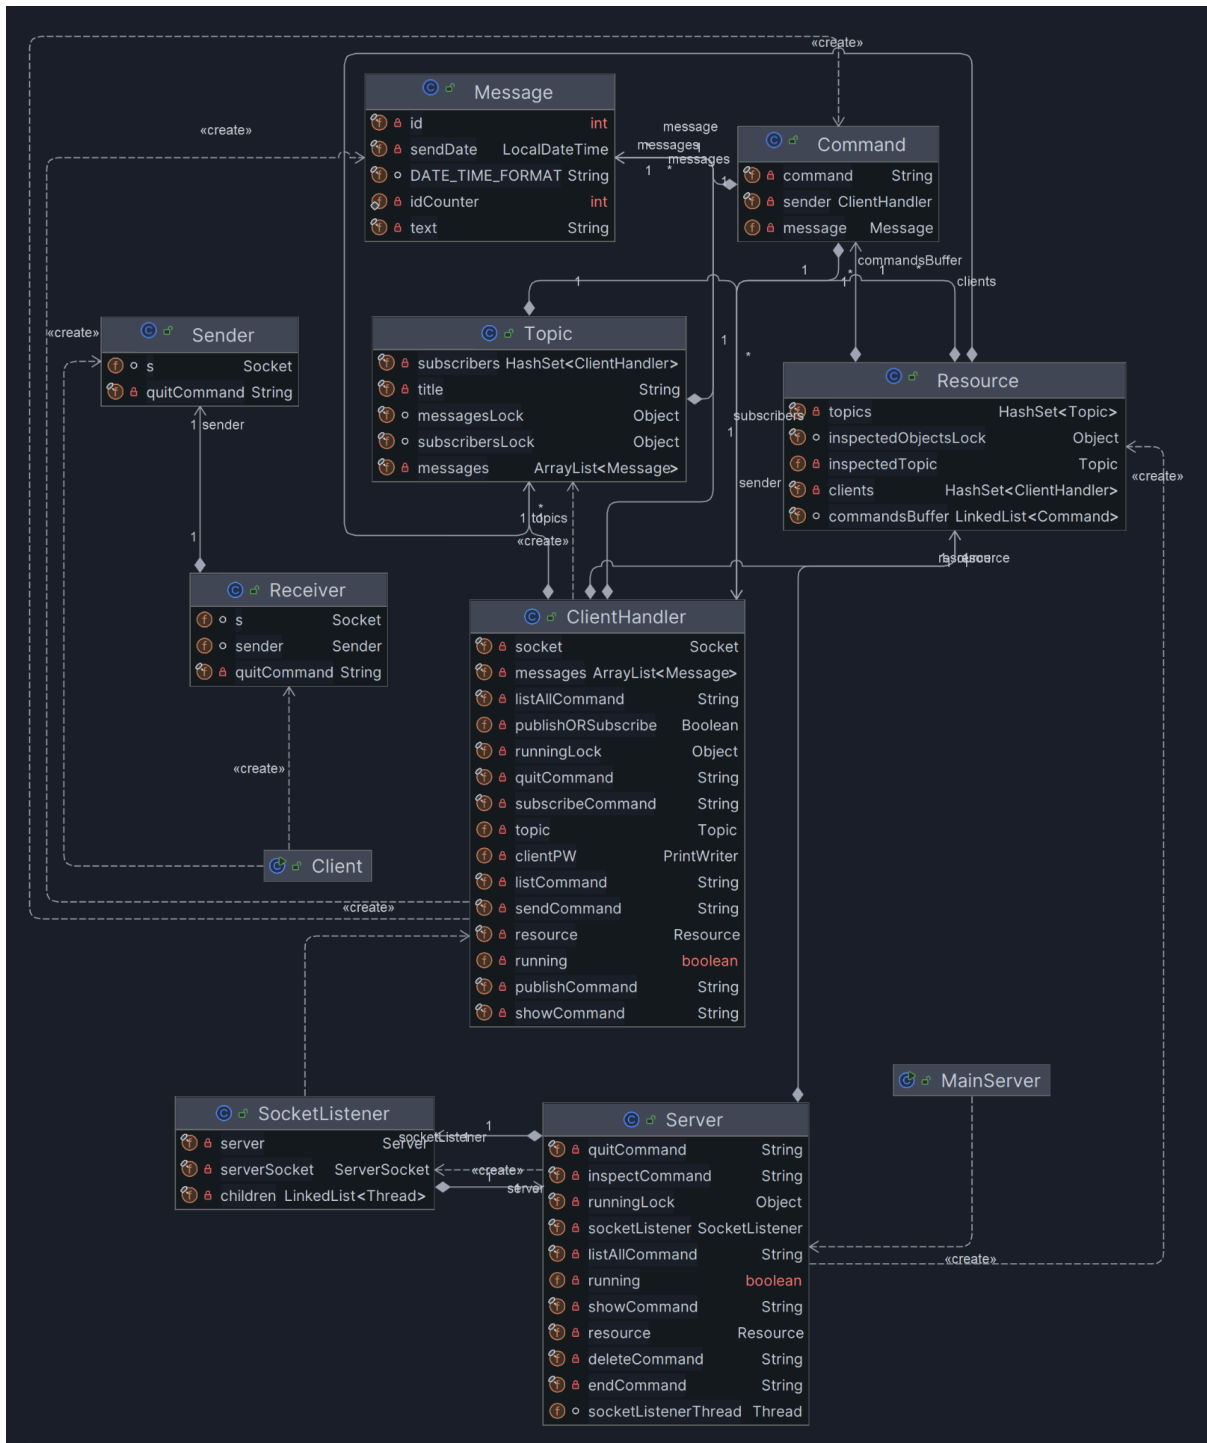 «create»
Message
id int
sendDate LocalDateTime
DATE_TIME_FORMAT String
idCounter int
text String
«create»
message
messages
messages
1
1 *
1
Command
command String
sender ClientHandler
message Message
commandsBuffer
1
1
*
1
*
clients
1
«create»
Sender
s Socket
quitCommand String
1 sender
1
Topic
subscribers HashSet<ClientHandler>
title String
messagesLock Object
subscribersLock Object
messages ArrayList<Message>
1
*
subscribers
1
sender
Resource
topics HashSet<Topic>
inspectedObjectsLock Object
inspectedTopic Topic
clients HashSet<ClientHandler>
commandsBuffer LinkedList<Command>
«create»
*
1 topics
«create»
resource
Receiver
s Socket
sender Sender
quitCommand String
«create»
Client
«create»
ClientHandler
socket Socket
messages ArrayList<Message>
listAllCommand String
publishORSubscribe Boolean
runningLock Object
quitCommand String
subscribeCommand String
topic Topic
clientPW PrintWriter
listCommand String
sendCommand String
resource Resource
running boolean
publishCommand String
showCommand String
MainServer
SocketListener
server Server
serverSocket ServerSocket
children LinkedList<Thread>
1
socketListener
«create»
1
server
Server
quitCommand String
inspectCommand String
runningLock Object
socketListener SocketListener
listAllCommand String
running boolean
showCommand String
resource Resource
deleteCommand String
endCommand String
socketListenerThread Thread
«create»